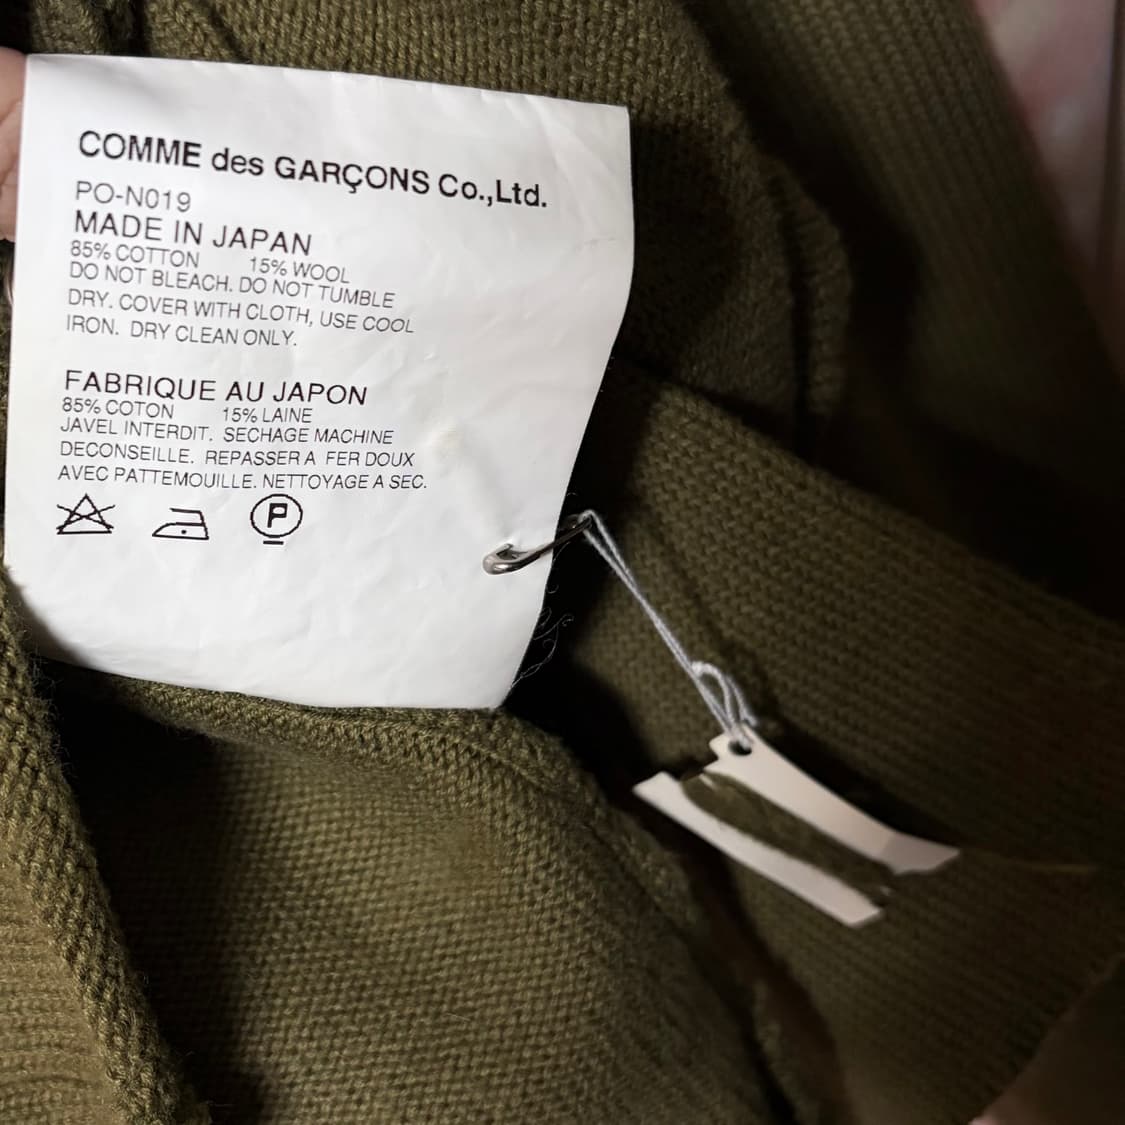 COMME des GARÇONS Co.,Ltd.
PO-N019
MADE IN JAPAN
85% COTTON 15% WOOL
DO NOT BLEACH. DO NOT TUMBLE
DRY. COVER WITH CLOTH, USE COOL
IRON. DRY CLEAN ONLY.
FABRIQUE AU JAPON
85% COTON 15% LAINE
JAVEL INTERDIT. SECHAGE MACHINE
DECONSEILLE. REPASSER A FER DOUX
AVEC PATTEMOUILLE. NETTOYAGE A SEC.
P